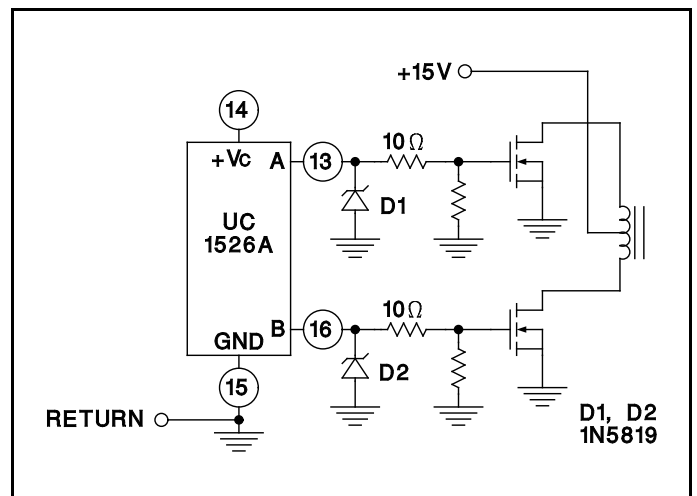 +15V
14
10Ω
+Vc A 13
D1
UC
1526A
10Ω
B 16
GND
D2
15
RETURN
D1, D2
1N5819